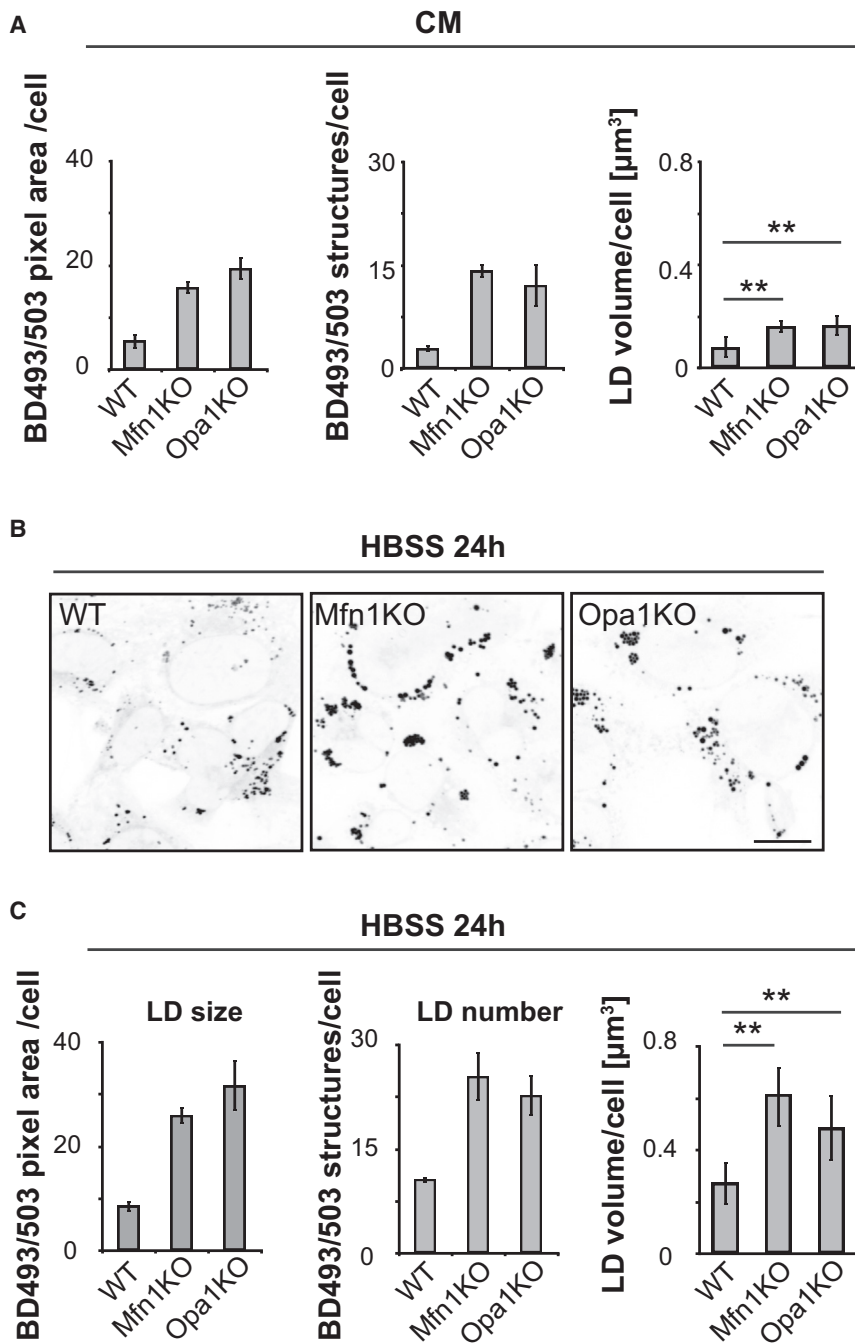 A
CM
BD493/503 pixel area /cell
40
20
0
WT
Mfn1KO
Opa1KO
BD493/503 structures/cell
30
15
0
WT
Mfn1KO
Opa1KO
LD volume/cell [µm³]
0.8
0.4
0
**
**
WT
Mfn1KO
Opa1KO
B
HBSS 24h
WT
Mfn1KO
Opa1KO
C
HBSS 24h
BD493/503 pixel area /cell
LD size
40
20
0
WT
Mfn1KO
Opa1KO
BD493/503 structures/cell
LD number
30
15
0
WT
Mfn1KO
Opa1KO
LD volume/cell [µm³]
0.8
0.4
0
**
**
WT
Mfn1KO
Opa1KO